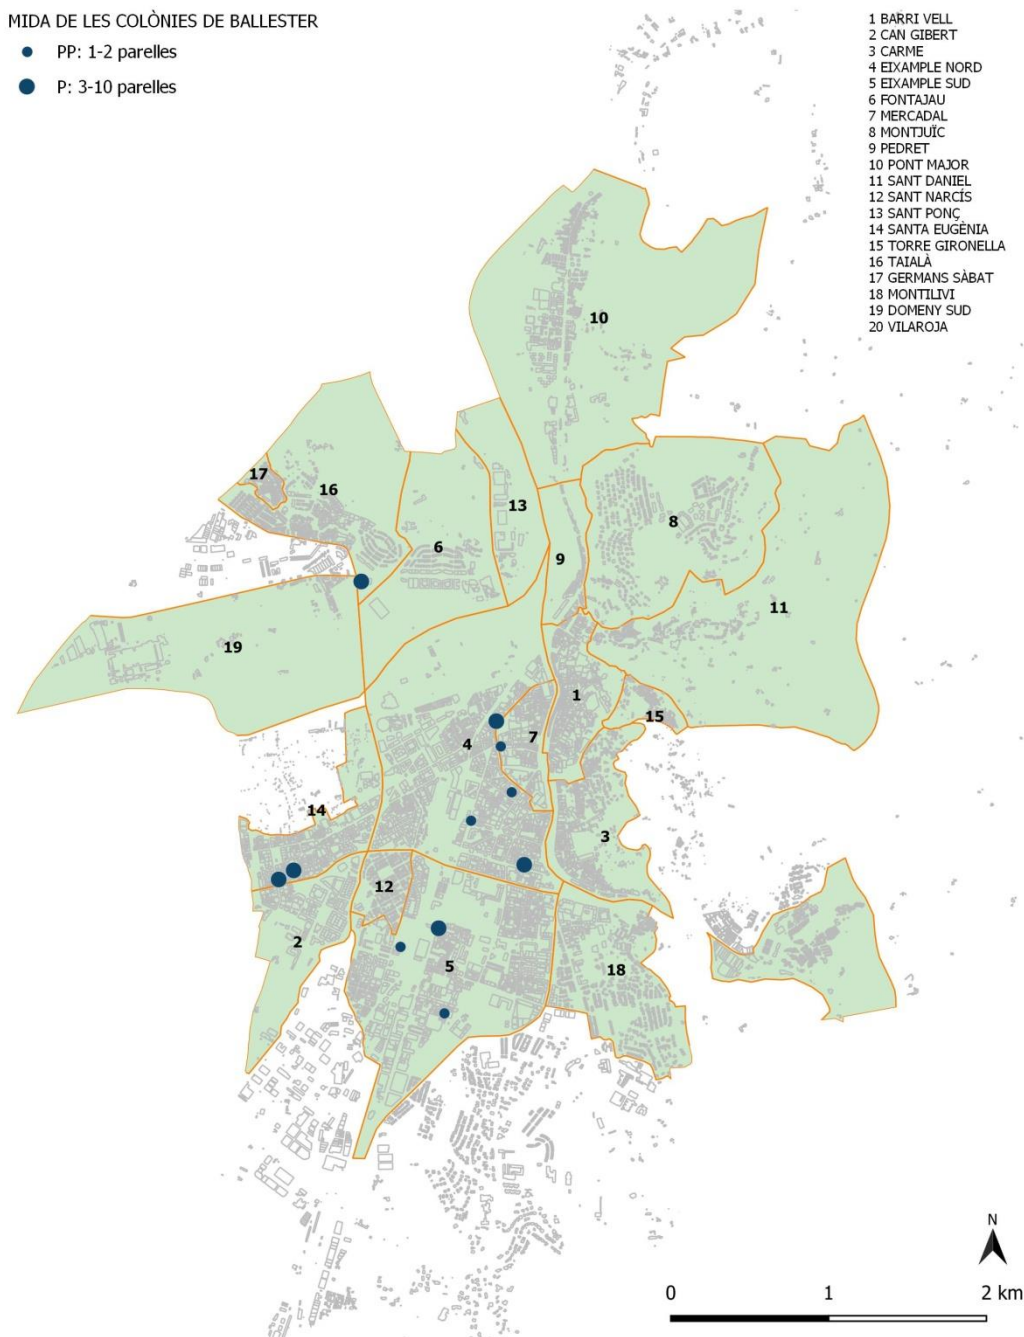 MIDA DE LES COLÒNIES DE BALLESTER
PP: 1-2 parelles
P: 3-10 parelles
1 BARRI VELL
2 CAN GIBERT
3 CARME
4 EIXAMPLE NORD
5 EIXAMPLE SUD
6 FONTAJAU
7 MERCADAL
8 MONTJUÏC
9 PEDRET
10 PONT MAJOR
11 SANT DANIEL
12 SANT NARCÍS
13 SANT PONÇ
14 SANTA EUGÈNIA
15 TORRE GIRONELLA
16 TAIALÀ
17 GERMANS SÀBAT
18 MONTILIVI
19 DOMENY SUD
20 VILAROJA
10
17
16
13
8
6
9
11
19
1
15
4
7
14
3
12
2
5
18
N
0 1 2 km